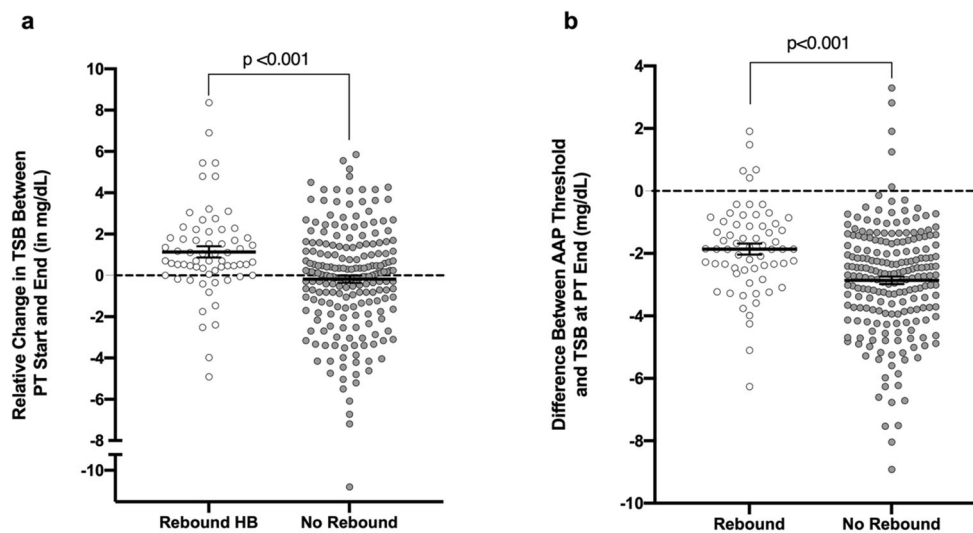 a
p <0.001
Relative Change in TSB Between
PT Start and End (in mg/dL)
10
8
6
4
2
0
-2
-4
-6
-8
-10
Rebound HB
No Rebound
b
p<0.001
Difference Between AAP Threshold
and TSB at PT End (mg/dL)
4
2
0
-2
-4
-6
-8
-10
Rebound
No Rebound